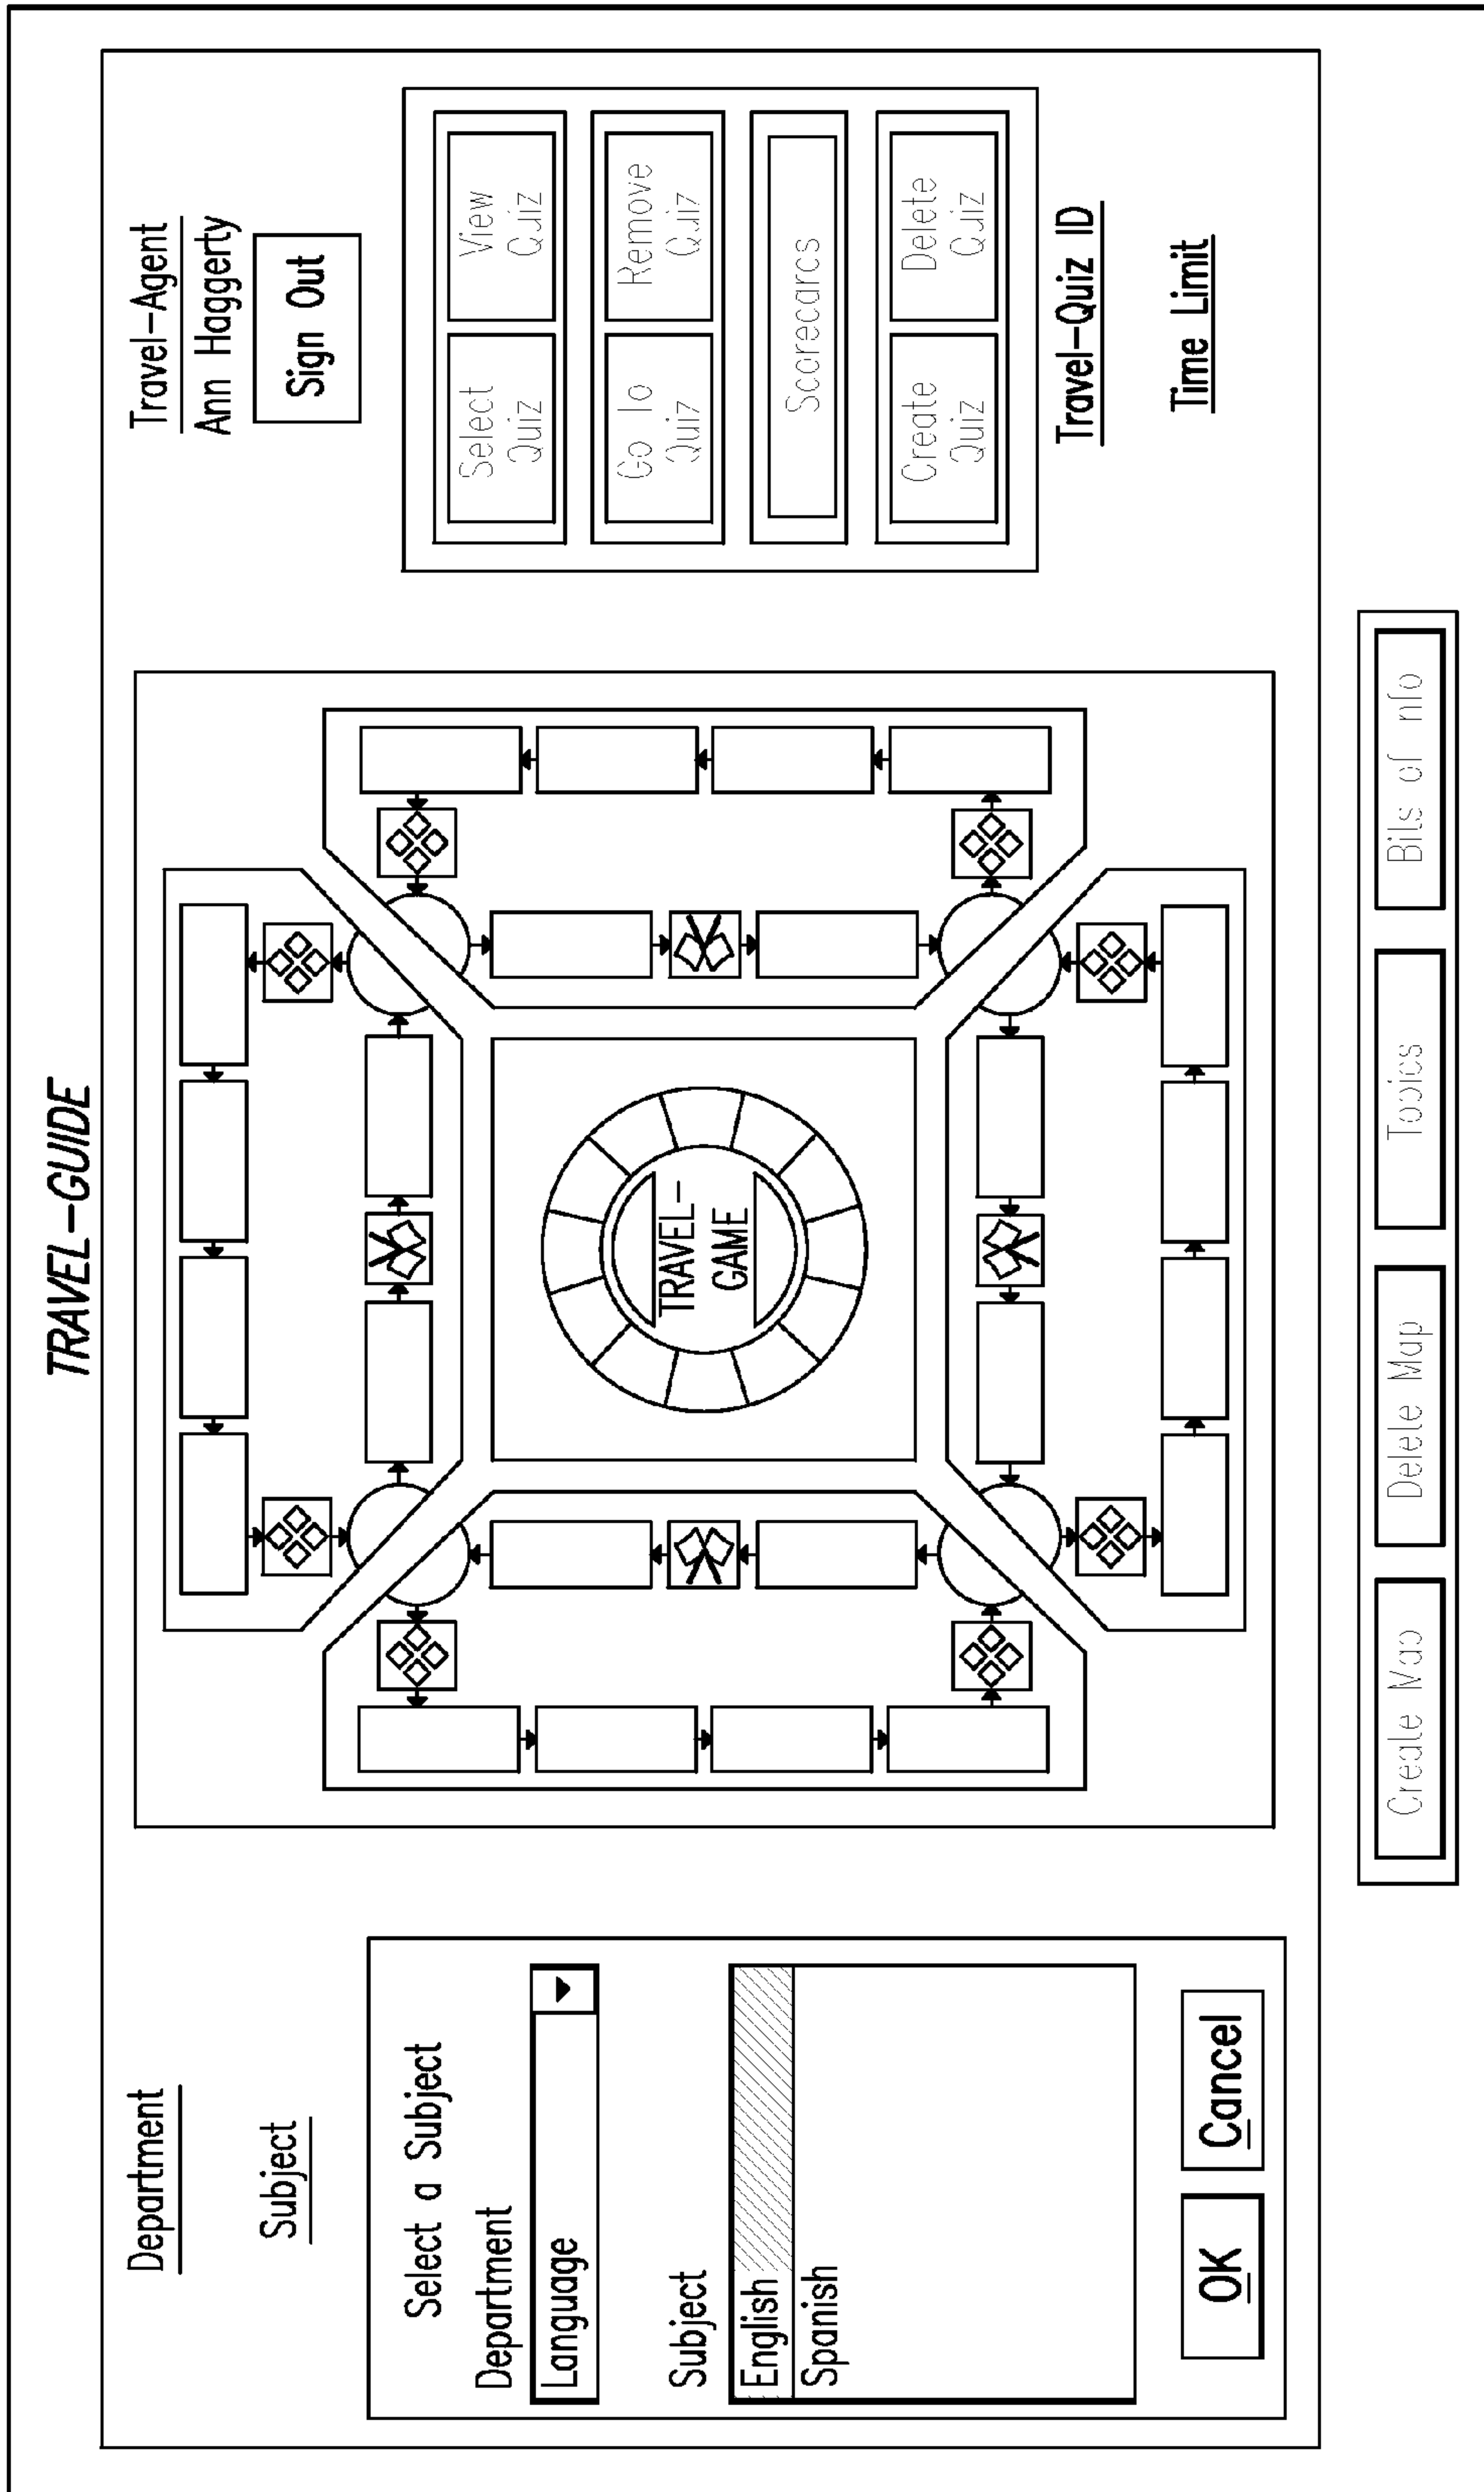 TRAVEL-GUIDE
Department
Subject
Select a Subject
Department
Language
Subject
English
Spanish
OK
Cancel
TRAVEL-
GAME
Travel-Agent
Ann Haggerty
Sign Out
Select
Quiz
View
Quiz
Go To
Quiz
Remove
Quiz
Scorecarcs
Create
Quiz
Delete
Quiz
Travel-Quiz ID
Time Limit
Create Map
Delete Map
Topics
Bits of nfo